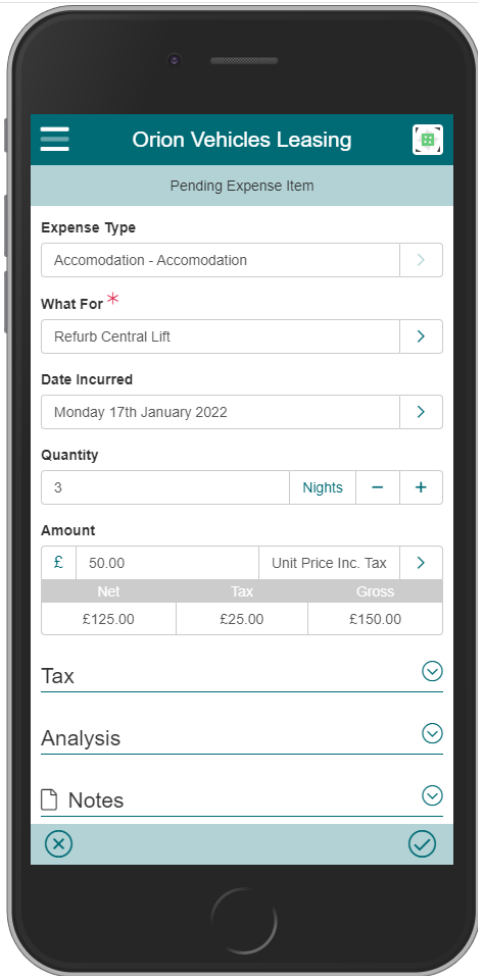 Orion Vehicles Leasing
Pending Expense Item
Expense Type
Accomodation - Accomodation
What For *
Refurb Central Lift
Date Incurred
Monday 17th January 2022
Quantity
3 Nights − +
Amount
£ 50.00 Unit Price Inc. Tax
Net Tax Gross
£125.00 £25.00 £150.00
Tax
Analysis
Notes